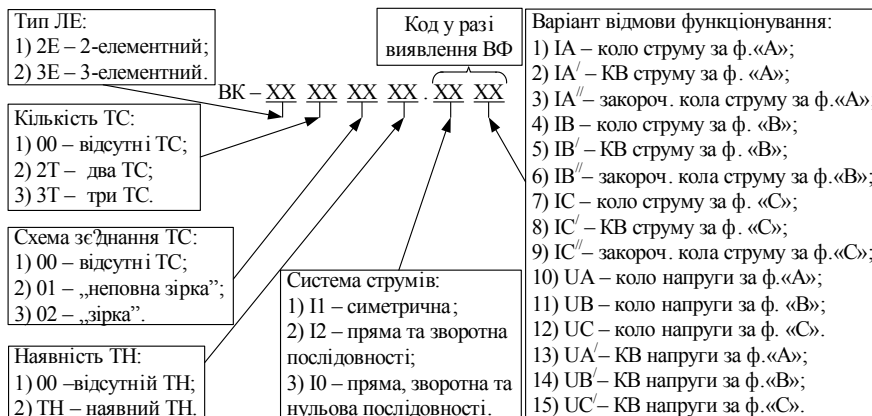 Тип ЛЕ:
1) 2Е – 2-елементний;
2) 3Е – 3-елементний.
Код у разі
виявлення ВФ
ВК – XX XX XX XX . XX XX
Кількість ТС:
1) 00 – відсутні ТС;
2) 2Т – два ТС;
3) 3Т – три ТС.
Схема зє?днання ТС:
1) 00 – відсутні ТС;
2) 01 – „неповна зірка”;
3) 02 – „зірка”.
Наявність ТН:
1) 00 –відсутній ТН;
2) ТН – наявний ТН.
Система струмів:
1) І1 – симетрична;
2) І2 – пряма та зворотна
послідовності;
3) І0 – пряма, зворотна та
нульова послідовності.
Варіант відмови функціонування:
1) ІА – коло струму за ф.«А»;
2) ІА/ – КВ струму за ф. «А»;
3) ІА//– закороч. кола струму за ф.«А»
4) ІВ – коло струму за ф. «В»;
5) ІВ/ – КВ струму за ф. «В»;
6) ІВ//– закороч. кола струму за ф.«В»;
7) ІС – коло струму за ф. «С»;
8) ІС/ – КВ струму за ф. «С»;
9) ІС//– закороч. кола струму за ф.«С»;
10) UA – коло напруги за ф.«А»;
11) UB – коло напруги за ф. «В»;
12) UC – коло напруги за ф. «С».
13) UA/– КВ напруги за ф.«А»;
14) UB/– КВ напруги за ф.«В»;
15) UC/– КВ напруги за ф.«С».